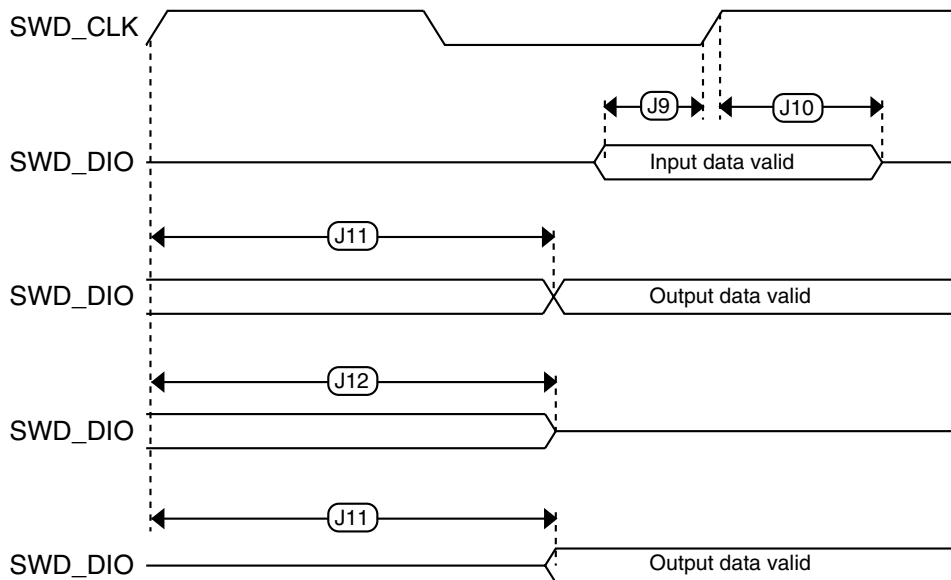 SWD_CLK
J9
J10
SWD_DIO
Input data valid
J11
SWD_DIO
Output data valid
J12
SWD_DIO
J11
SWD_DIO
Output data valid